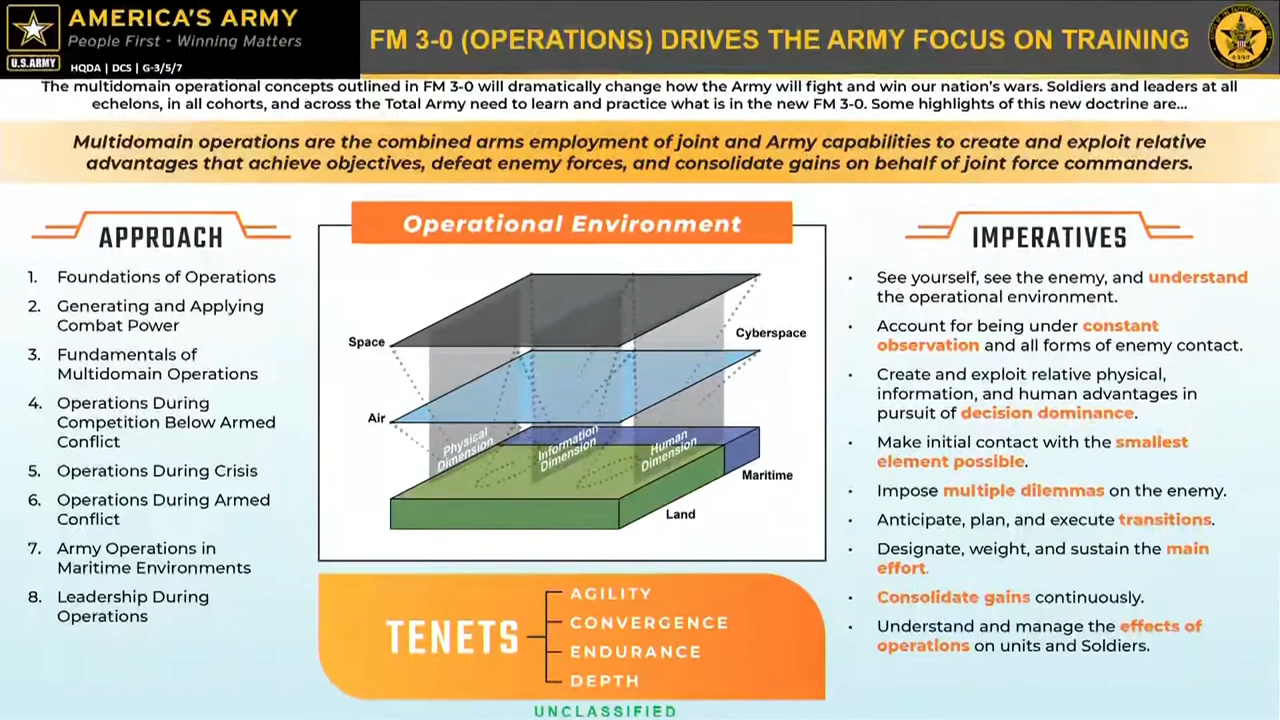 AMERICA'S ARMY
People First - Winning Matters
U.S.ARMY
HQDA | DCS | G-3/5/7
FM 3-0 (OPERATIONS) DRIVES THE ARMY FOCUS ON TRAINING
The multidomain operational concepts outlined in FM 3-0 will dramatically change how the Army will fight and win our nation's wars. Soldiers and leaders at all
echelons, in all cohorts, and across the Total Army need to learn and practice what is in the new FM 3-0. Some highlights of this new doctrine are...
Multidomain operations are the combined arms employment of joint and Army capabilities to create and exploit relative
advantages that achieve objectives, defeat enemy forces, and consolidate gains on behalf of joint force commanders.
APPROACH
1. Foundations of Operations
2. Generating and Applying
Combat Power
3. Fundamentals of
Multidomain Operations
4. Operations During
Competition Below Armed
Conflict
5. Operations During Crisis
6. Operations During Armed
Conflict
7. Army Operations in
Maritime Environments
8. Leadership During
Operations
Operational Environment
Space
Cyberspace
Air
Physical
Dimension
Information
Dimension
Human
Dimension
Maritime
Land
TENETS
AGILITY
CONVERGENCE
ENDURANCE
DEPTH
IMPERATIVES
• See yourself, see the enemy, and understand
the operational environment.
• Account for being under constant
observation and all forms of enemy contact.
• Create and exploit relative physical,
information, and human advantages in
pursuit of decision dominance.
• Make initial contact with the smallest
element possible.
• Impose multiple dilemmas on the enemy.
• Anticipate, plan, and execute transitions.
• Designate, weight, and sustain the main
effort.
• Consolidate gains continuously.
• Understand and manage the effects of
operations on units and Soldiers.
UNCLASSIFIED